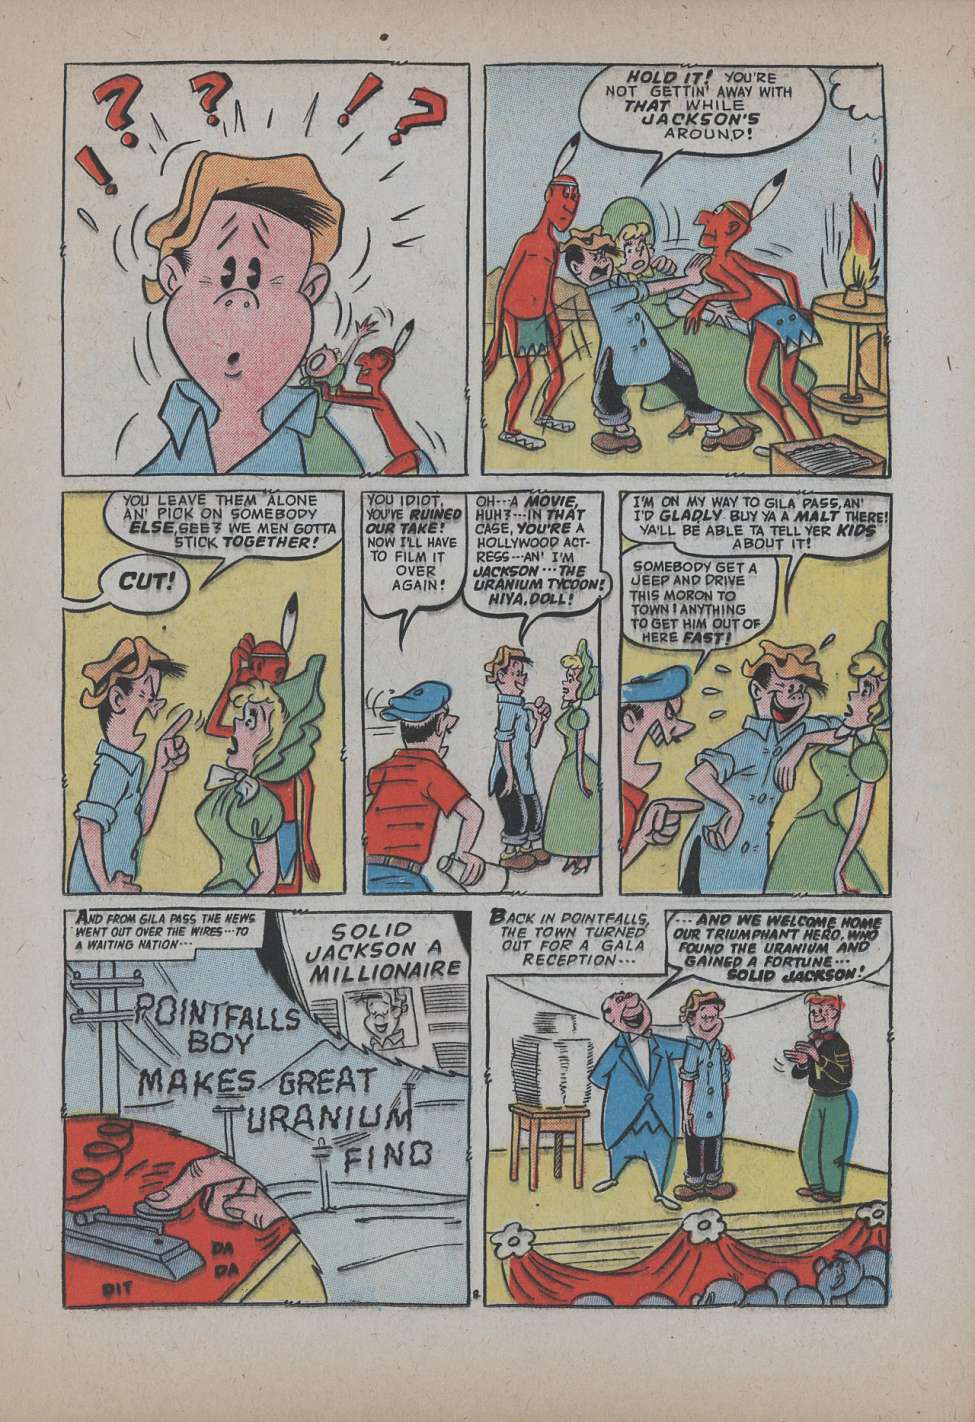 ? ? ! ?
!
HOLD IT! YOU'RE
NOT GETTIN' AWAY WITH
THAT WHILE
JACKSON'S
AROUND!
YOU LEAVE THEM ALONE
AN' PICK ON SOMEBODY
ELSE, SEE? WE MEN GOTTA
STICK TOGETHER!
CUT!
YOU IDIOT,
YOU'VE RUINED
OUR TAKE!
NOW I'LL HAVE
TO FILM IT
OVER
AGAIN!
OH---A MOVIE,
HUH?---IN THAT
CASE, YOU'RE A
HOLLYWOOD ACT-
RESS---AN' I'M
JACKSON---THE
URANIUM TYCOON!
HIYA, DOLL!
I'M ON MY WAY TO GILA PASS, AN'
I'D GLADLY BUY YA A MALT THERE!
YA'LL BE ABLE TA TELL YER KIDS
ABOUT IT!
SOMEBODY GET A
JEEP AND DRIVE
THIS MORON TO
TOWN! ANYTHING
TO GET HIM OUT OF
HERE FAST!
AND FROM GILA PASS THE NEWS
WENT OUT OVER THE WIRES---TO
A WAITING NATION---
SOLID
JACKSON A
MILLIONAIRE
POINTFALLS
BOY
MAKES GREAT
URANIUM
FIND
DA
DA
DIT
8
BACK IN POINTFALLS,
THE TOWN TURNED
OUT FOR A GALA
RECEPTION---
!---AND WE WELCOME HOME
OUR TRIUMPHANT HERO, WHO
FOUND THE URANIUM AND
GAINED A FORTUNE---
SOLID JACKSON!